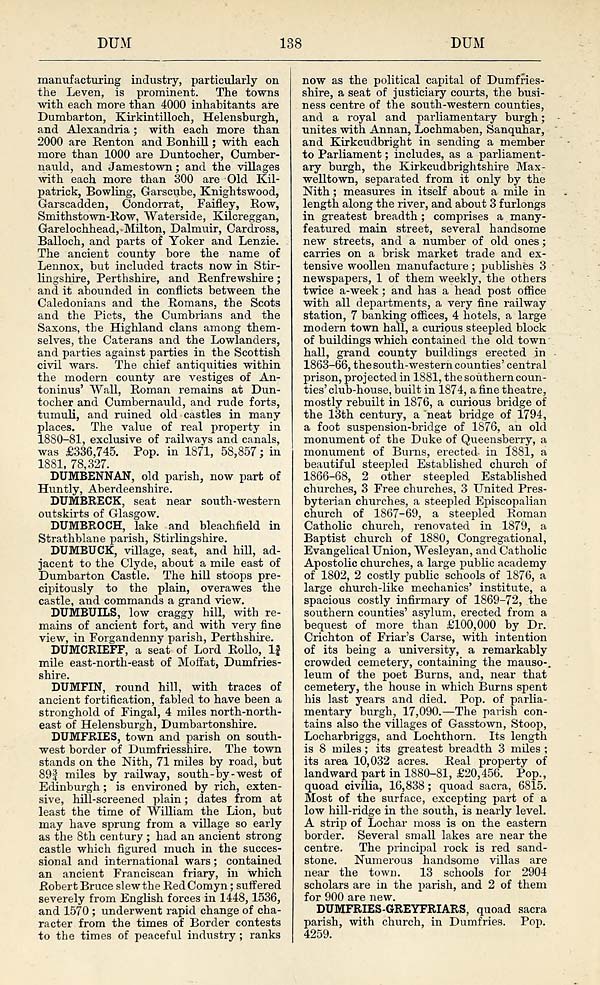 DUM 138 DUM
manufacturing industry, particularly on
the Leven, is prominent. The towns
with each more than 4000 inhabitants are
Dumbarton, Kirkintilloch, Helensburgh,
and Alexandria; with each more than
2000 are Renton and Bonhill; with each
more than 1000 are Duntocher, Cumber-
nauld, and Jamestown; and the villages
with each more than 300 are Old Kil-
patrick, Bowling, Garscube, Knightswood,
Garscadden, Condorrat, Faifley, Row,
Smithstown-Row, Waterside, Kilcreggan,
Garelochhead, Milton, Dalmuir, Cardross,
Balloch, and parts of Yoker and Lenzie.
The ancient county bore the name of
Lennox, but included tracts now in Stir-
lingshire, Perthshire, and Renfrewshire;
and it abounded in conflicts between the
Caledonians and the Romans, the Scots
and the Picts, the Cumbrians and the
Saxons, the Highland clans among them-
selves, the Caterans and the Lowlanders,
and parties against parties in the Scottish
civil wars. The chief antiquities within
the modern county are vestiges of An-
toninus' Wall, Roman remains at Dun-
tocher and Cumbernauld, and rude forts,
tumuli, and ruined old castles in many
places. The value of real property in
1880-81, exclusive of railways and canals,
was £336,745. Pop. in 1871, 58,857; in
1881, 78,327.
DUMBENNAN, old parish, now part of
Huntly, Aberdeenshire.
DUMBRECK, seat near south-western
outskirts of Glasgow.
DUMBROCH, lake and bleachfield in
Strathblane parish, Stirlingshire.
DUMBUCK, village, seat, and hill, ad-
jacent to the Clyde, about a mile east of
Dumbarton Castle. The hill stoops pre-
cipitously to the plain, overawes the
castle, and commands a grand view.
DUMBUILS, low craggy hill, with re-
mains of ancient fort, and with very fine
view, in Forgandenny parish, Perthshire.
DUMCRIEFF, a seat of Lord Rollo, 1¾
mile east-north-east of Moffat, Dumfries-
shire.
DUMFIN, round hill, with traces of
ancient fortification, fabled to have been a
stronghold of Fingal, 4 miles north-north-
east of Helensburgh, Dumbartonshire.
DUMFRIES, town and parish on south-
west border of Dumfriesshire. The town
stands on the Nith, 71 miles by road, but
89¾ miles by railway, south-by-west of
Edinburgh; is environed by rich, exten-
sive, hill-screened plain; dates from at
least the time of William the Lion, but
may have sprung from a village so early
as the 8th century; had an ancient strong
castle which figured much in the succes-
sional and international wars; contained
an ancient Franciscan friary, in which
Robert Bruce slew the Red Comyn; suffered
severely from English forces in 1448, 1536,
and 1570; underwent rapid change of cha-
racter from the times of Border contests
to the times of peaceful industry; ranks
now as the political capital of Dumfries-
shire, a seat of justiciary courts, the busi-
ness centre of the south-western counties,
and a royal and parliamentary burgh;
unites with Annan, Lochmaben, Sanquhar,
and Kirkcudbright in sending a member
to Parliament; includes, as a parliament-
ary burgh, the Kirkcudbrightshire Max-
welltown, separated from it only by the
Nith; measures in itself about a mile in
length along the river, and about 3 furlongs
in greatest breadth; comprises a many-
featured main street, several handsome
new streets, and a number of old ones;
carries on a brisk market trade and ex-
tensive woollen manufacture; publishes 3
newspapers, 1 of them weekly, the others
twice a-week; and has a head post office
with all departments, a very fine railway
station, 7 banking offices, 4 hotels, a large
modern town hall, a curious steepled block
of buildings which contained the old town
hall, grand county buildings erected in
1863-66, the south-western counties' central
prison, projected in 1881, the southern coun-
ties' club-house, built in 1874, a fine theatre,
mostly rebuilt in 1876, a curious bridge of
the 13th century, a neat bridge of 1794,
a foot suspension-bridge of 1876, an old
monument of the Duke of Queensberry, a
monument of Burns, erected in 1881, a
beautiful steepled Established church of
1866-68, 2 other steepled Established
churches, 3 Free churches, 3 United Pres-
byterian churches, a steepled Episcopalian
church of 1867-69, a steepled Roman
Catholic church, renovated in 1879, a
Baptist church of 1880, Congregational,
Evangelical Union, Wesleyan, and Catholic
Apostolic churches, a large public academy
of 1802, 2 costly public schools of 1876, a
large church-like mechanics' institute, a
spacious costly infirmary of 1869-72, the
southern counties' asylum, erected from a
bequest of more than £100,000 by Dr.
Crichton of Friar's Carse, with intention
of its being a university, a remarkably
crowded cemetery, containing the mauso-
leum of the poet Burns, and, near that
cemetery, the house in which Burns spent
his last years and died. Pop. of parlia-
mentary burgh, 17,090.—The parish con-
tains also the villages of Gasstown, Stoop,
Locharbriggs, and Lochthorn. Its length
is 8 miles; its greatest breadth 3 miles;
its area 10,032 acres. Real property of
landward part in 1880-81, £20,456. Pop.,
quoad civilia, 16,838; quoad sacra, 6815.
Most of the surface, excepting part of a
low hill-ridge in the south, is nearly level.
A strip of Lochar moss is on the eastern
border. Several small lakes are near the
centre. The principal rock is red sand-
stone. Numerous handsome villas are
near the town. 13 schools for 2904
scholars are in the parish, and 2 of them
for 900 are new.
DUMFRIES-GREYFRIARS, quoad sacra
parish, with church, in Dumfries. Pop.
4259.